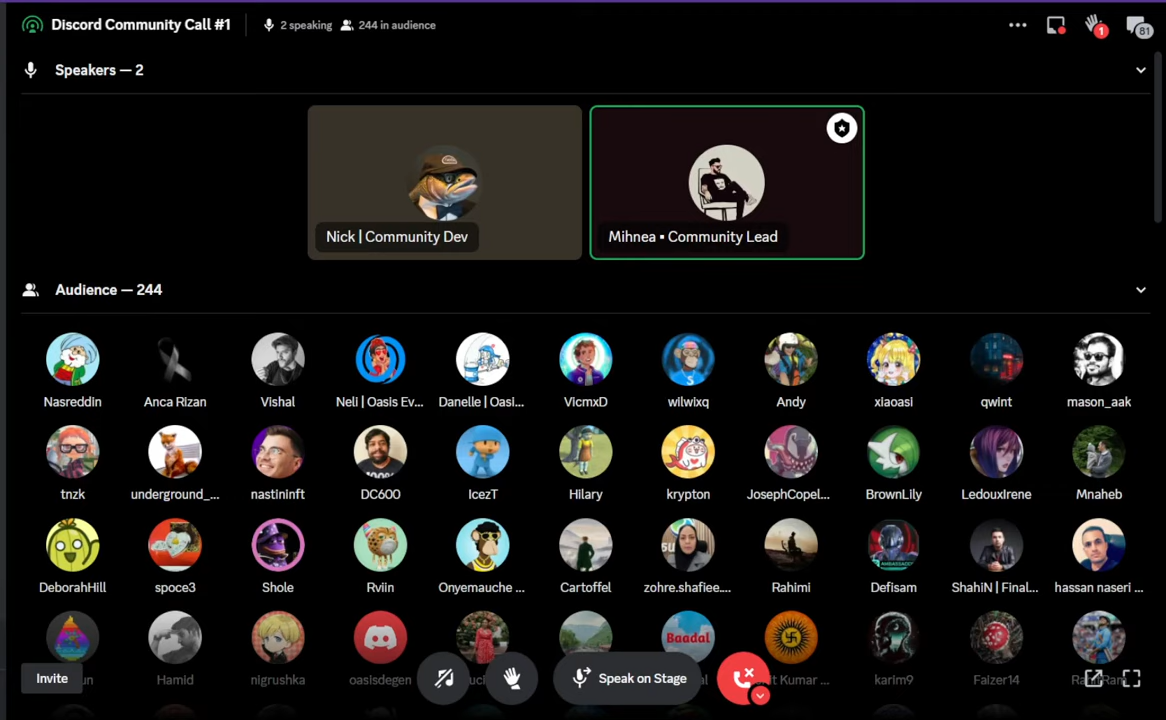 Discord Community Call #1
2 speaking
244 in audience
1
81
Speakers — 2
Nick | Community Dev
Mihnea ▪ Community Lead
Audience — 244
Nasreddin
Anca Rizan
Vishal
Neli | Oasis Ev...
Danelle | Oasi...
VicmxD
wilwixq
Andy
xiaoasi
qwint
mason_aak
tnzk
underground_...
nastininft
DC600
IcezT
Hilary
krypton
JosephCopel...
BrownLily
LedouxIrene
Mnaheb
DeborahHill
spoce3
Shole
Rviin
Onyemauche ...
Cartoffel
zohre.shafiee....
Rahimi
Defisam
ShahiN | Final...
hassan naseri ...
Baadal
Hamid
nigrushka
oasisdegen
Kumar ...
karim9
Faizer14
Invite
Speak on Stage